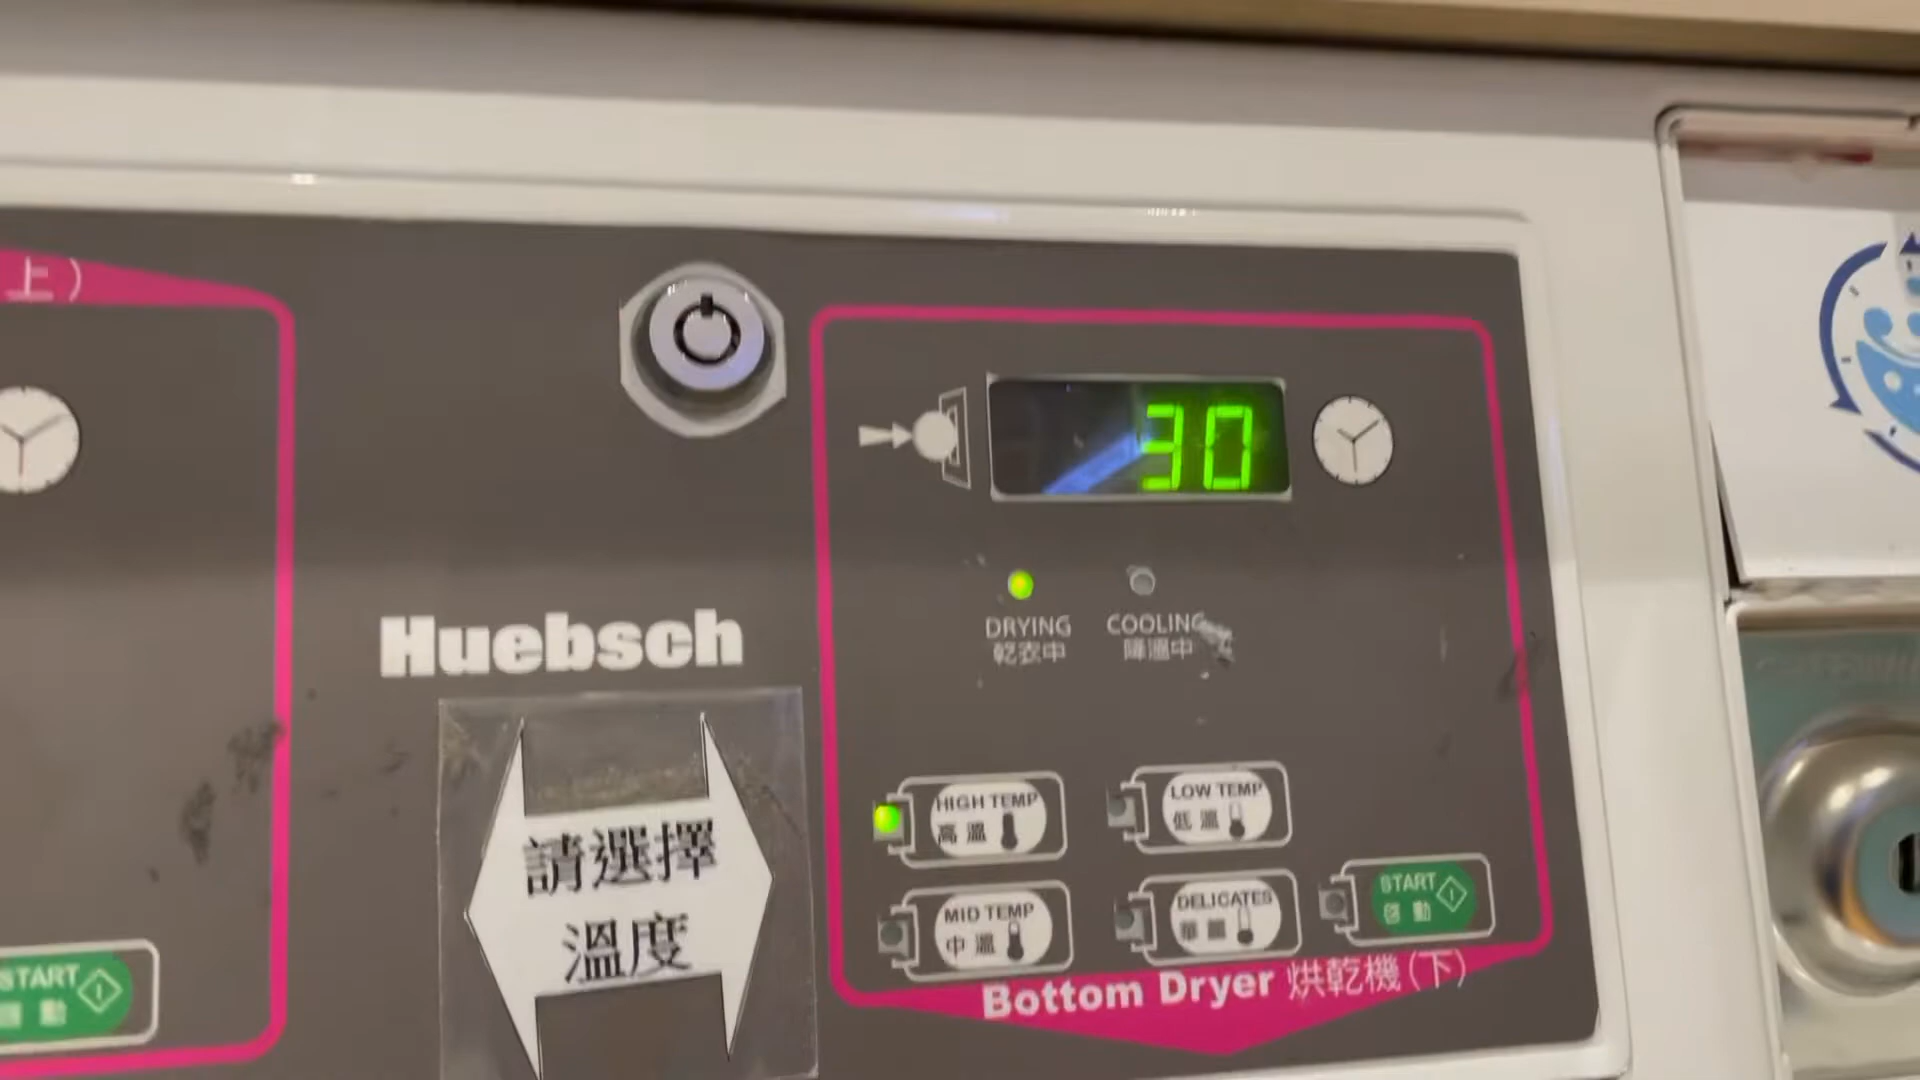 上）
30
DRYING
乾衣中
COOLING
降溫中
Huebsch
請選擇
溫度
HIGH TEMP
高溫
LOW TEMP
低溫
MID TEMP
中溫
DELICATES
START
啟動
START
啟動
Bottom Dryer 烘乾機(下)